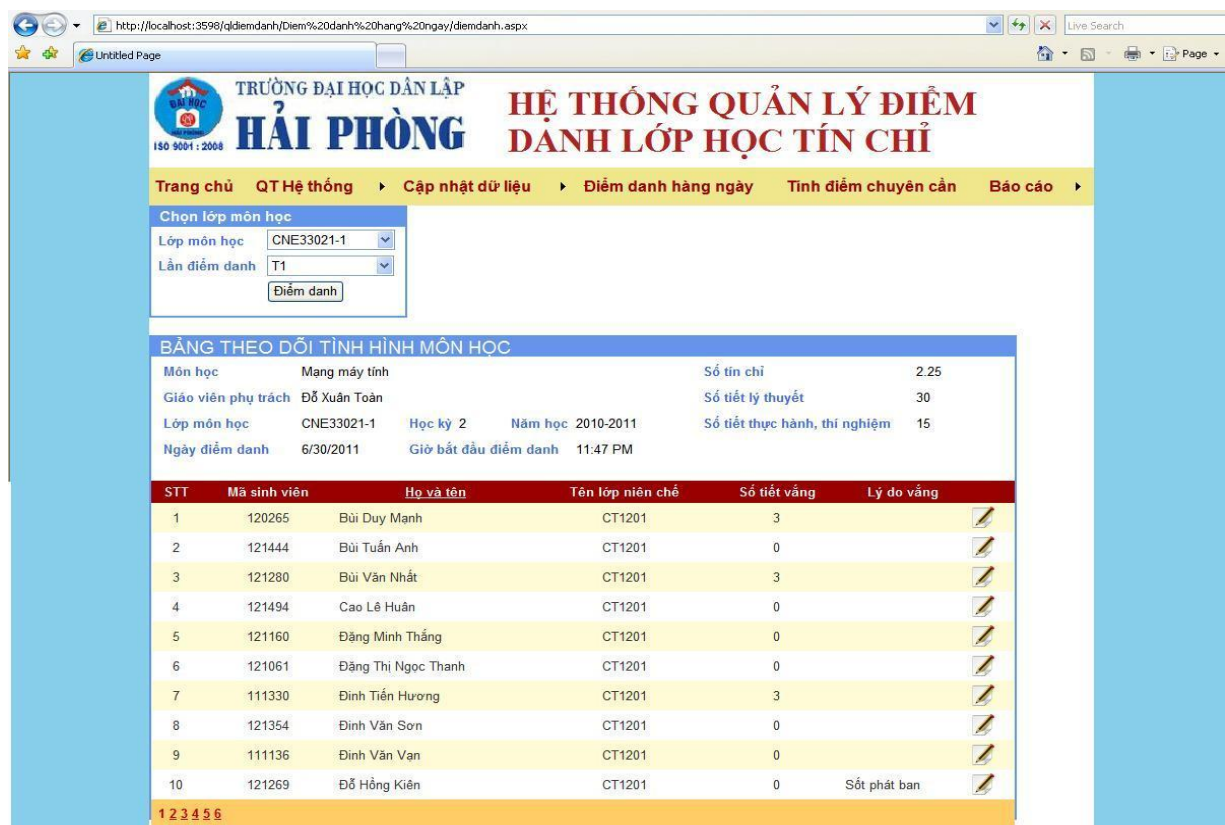 http://localhost:3598/qldiemdanh/Diem%20danh%20hang%20ngay/diemdanh.aspx Live Search
Untitled Page Page
ĐẠI HỌC
HẢI PHÒNG
ISO 9001 : 2008
TRƯỜNG ĐẠI HỌC DÂN LẬP
HẢI PHÒNG
HỆ THỐNG QUẢN LÝ ĐIỂM
DANH LỚP HỌC TÍN CHỈ
Trang chủ QT Hệ thống Cập nhật dữ liệu Điểm danh hàng ngày Tính điểm chuyên cần Báo cáo
Chọn lớp môn học
Lớp môn học CNE33021-1
Lần điểm danh T1
Điểm danh
BẢNG THEO DÕI TÌNH HÌNH MÔN HỌC
Môn học Mạng máy tính Số tín chỉ 2.25
Giáo viên phụ trách Đỗ Xuân Toàn Số tiết lý thuyết 30
Lớp môn học CNE33021-1 Học kỳ 2 Năm học 2010-2011 Số tiết thực hành, thí nghiệm 15
Ngày điểm danh 6/30/2011 Giờ bắt đầu điểm danh 11:47 PM
STT Mã sinh viên Họ và tên Tên lớp niên chế Số tiết vắng Lý do vắng
1 120265 Bùi Duy Mạnh CT1201 3
2 121444 Bùi Tuấn Anh CT1201 0
3 121280 Bùi Văn Nhất CT1201 3
4 121494 Cao Lê Huân CT1201 0
5 121160 Đặng Minh Thắng CT1201 0
6 121061 Đặng Thị Ngọc Thanh CT1201 0
7 111330 Đinh Tiến Hương CT1201 3
8 121354 Đinh Văn Sơn CT1201 0
9 111136 Đinh Văn Vạn CT1201 0
10 121269 Đỗ Hồng Kiên CT1201 0 Sốt phát ban
1 2 3 4 5 6